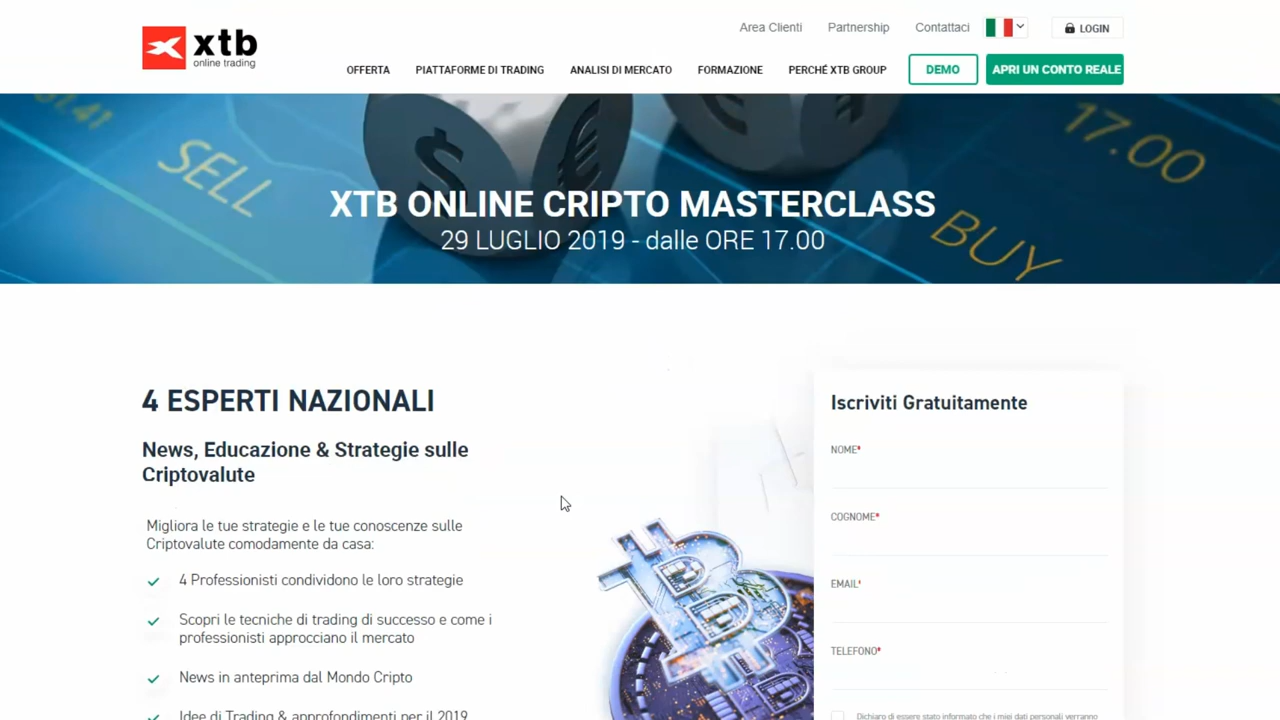 xtb
online trading
Area Clienti
Partnership
Contattaci
LOGIN
OFFERTA
PIATTAFORME DI TRADING
ANALISI DI MERCATO
FORMAZIONE
PERCHÉ XTB GROUP
DEMO
APRI UN CONTO REALE
SELL
17.00
BUY
XTB ONLINE CRIPTO MASTERCLASS
29 LUGLIO 2019 - dalle ORE 17.00
4 ESPERTI NAZIONALI
News, Educazione & Strategie sulle
Criptovalute
Migliora le tue strategie e le tue conoscenze sulle
Criptovalute comodamente da casa:
4 Professionisti condividono le loro strategie
Scopri le tecniche di trading di successo e come i
professionisti approcciano il mercato
News in anteprima dal Mondo Cripto
Idee di Trading & approfondimenti per il 2019
Iscriviti Gratuitamente
NOME*
COGNOME*
EMAIL*
TELEFONO*
Dichiaro di essere stato informato che i miei dati personali verranno